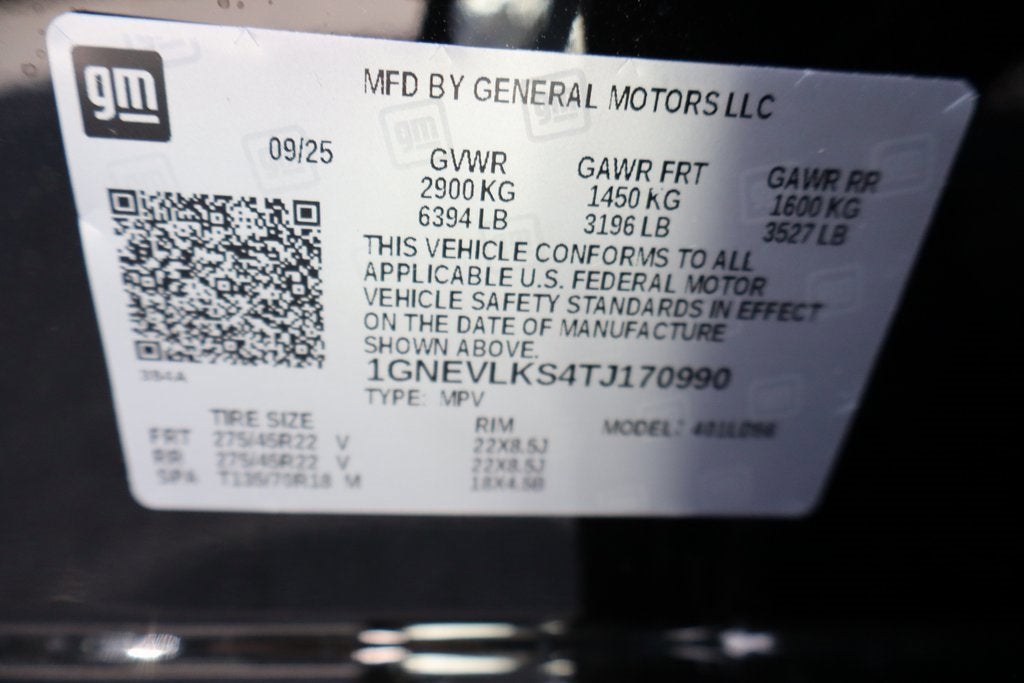 gm
MFD BY GENERAL MOTORS LLC
09/25
GVWR GAWR FRT GAWR RR
2900 KG 1450 KG 1600 KG
6394 LB 3196 LB 3527 LB
THIS VEHICLE CONFORMS TO ALL
APPLICABLE U.S. FEDERAL MOTOR
VEHICLE SAFETY STANDARDS IN EFFECT
ON THE DATE OF MANUFACTURE
SHOWN ABOVE.
1GNEVLKS4TJ170990
TYPE: MPV
TIRE SIZE RIM MODEL:
FRT 275/45R22 V 22X8.5J
RR 275/45R22 V 22X8.5J
SPA T135/70R18 M 18X4.5B